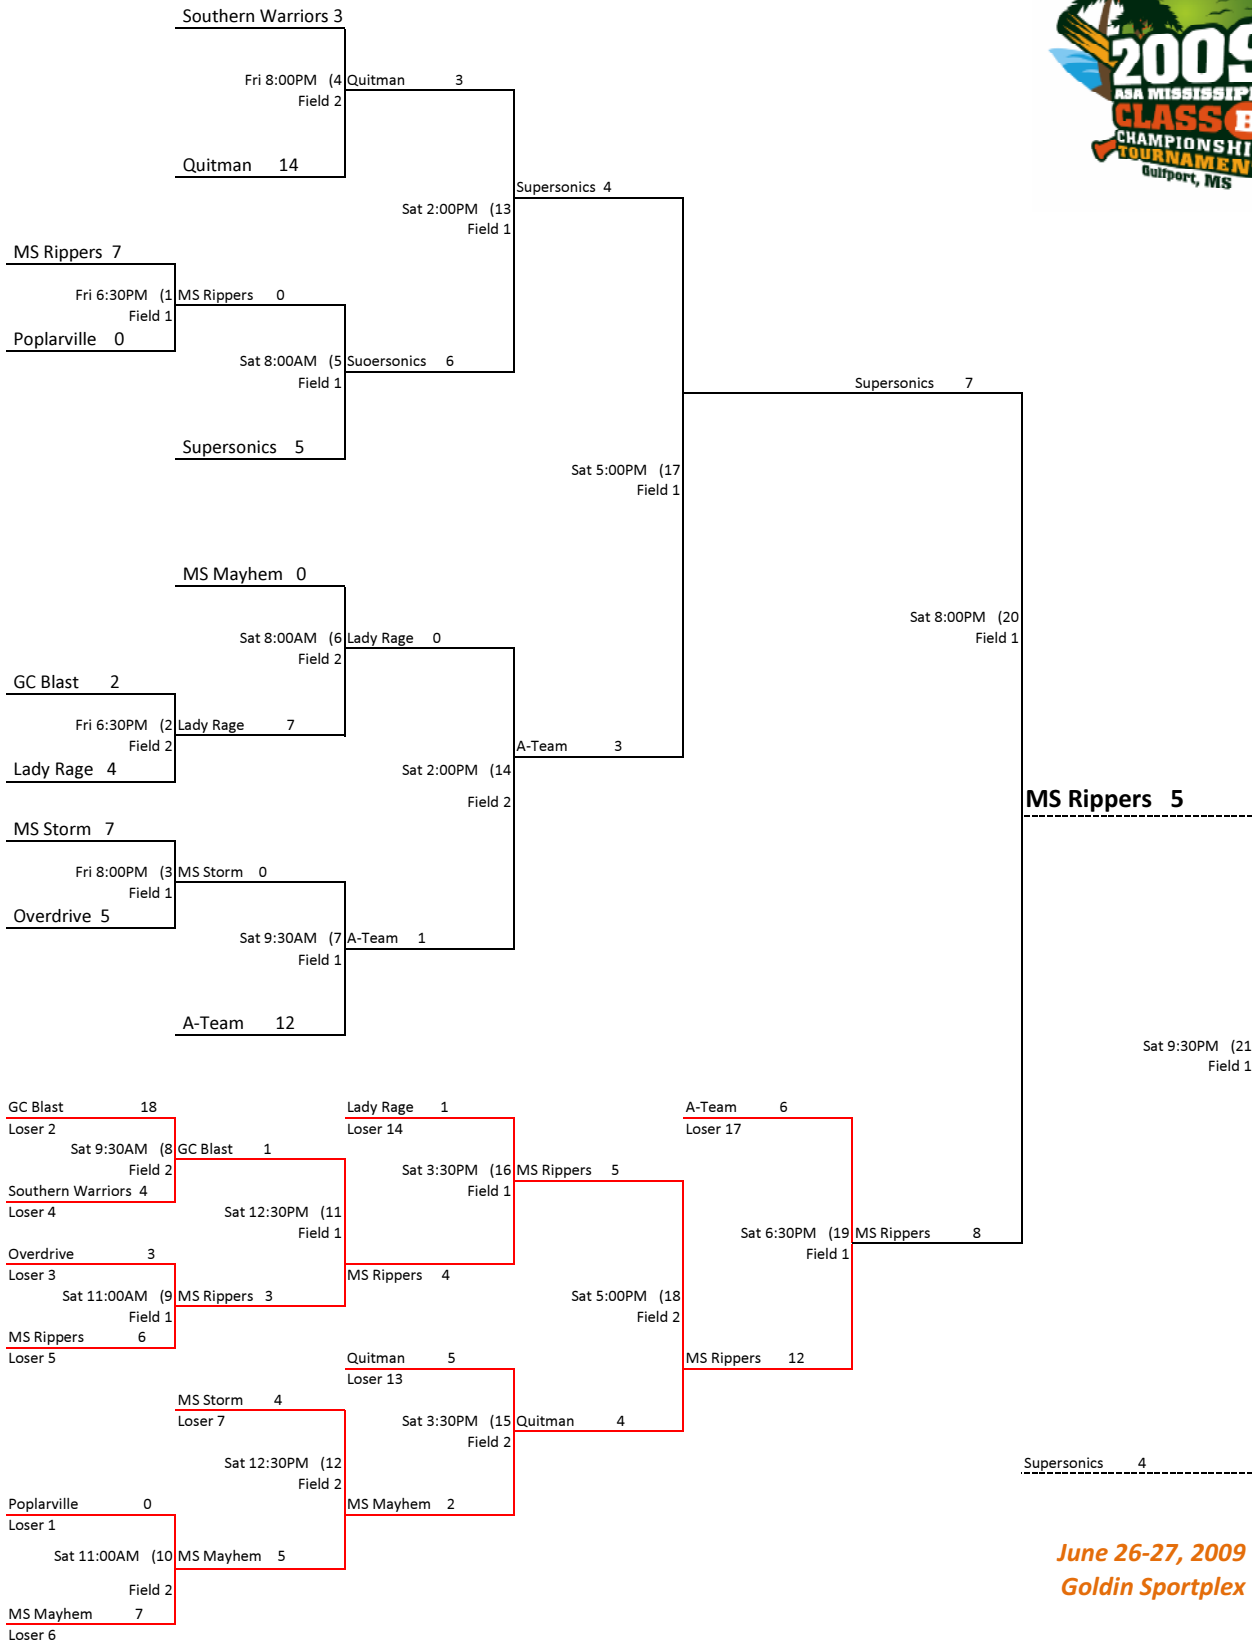 Southern Warriors 3
2009
ASA MISSISSIPP
CLASS B
CHAMPIONSHI
TOURNAMEN
Gulfport, MS
Fri 8:00PM (4 Quitman 3
Field 2
Quitman 14
Supersonics 4
Sat 2:00PM (13
Field 1
MS Rippers 7
Fri 6:30PM (1 MS Rippers 0
Field 1
Poplarville 0
Sat 8:00AM (5 Suoersonics 6
Field 1
Supersonics 7
Supersonics 5
Sat 5:00PM (17
Field 1
MS Mayhem 0
Sat 8:00PM (20
Field 1
Sat 8:00AM (6 Lady Rage 0
Field 2
GC Blast 2
Fri 6:30PM (2 Lady Rage 7
Field 2
A-Team 3
Lady Rage 4
Sat 2:00PM (14
Field 2
MS Rippers 5
MS Storm 7
Fri 8:00PM (3 MS Storm 0
Field 1
Overdrive 5
Sat 9:30AM (7 A-Team 1
Field 1
A-Team 12
Sat 9:30PM (21
Field 1
GC Blast 18
Lady Rage 1
A-Team 6
Loser 2
Loser 14
Loser 17
Sat 9:30AM (8 GC Blast 1
Field 2
Sat 3:30PM (16 MS Rippers 5
Field 1
Southern Warriors 4
Loser 4
Sat 12:30PM (11
Field 1
Sat 6:30PM (19 MS Rippers 8
Field 1
Overdrive 3
Loser 3
MS Rippers 4
Sat 11:00AM (9 MS Rippers 3
Field 1
Sat 5:00PM (18
Field 2
MS Rippers 6
Loser 5
Quitman 5
Loser 13
MS Rippers 12
MS Storm 4
Loser 7
Sat 3:30PM (15 Quitman 4
Field 2
Sat 12:30PM (12
Field 2
Supersonics 4
Poplarville 0
Loser 1
MS Mayhem 2
Sat 11:00AM (10 MS Mayhem 5
Field 2
June 26-27, 2009
Goldin Sportplex
MS Mayhem 7
Loser 6